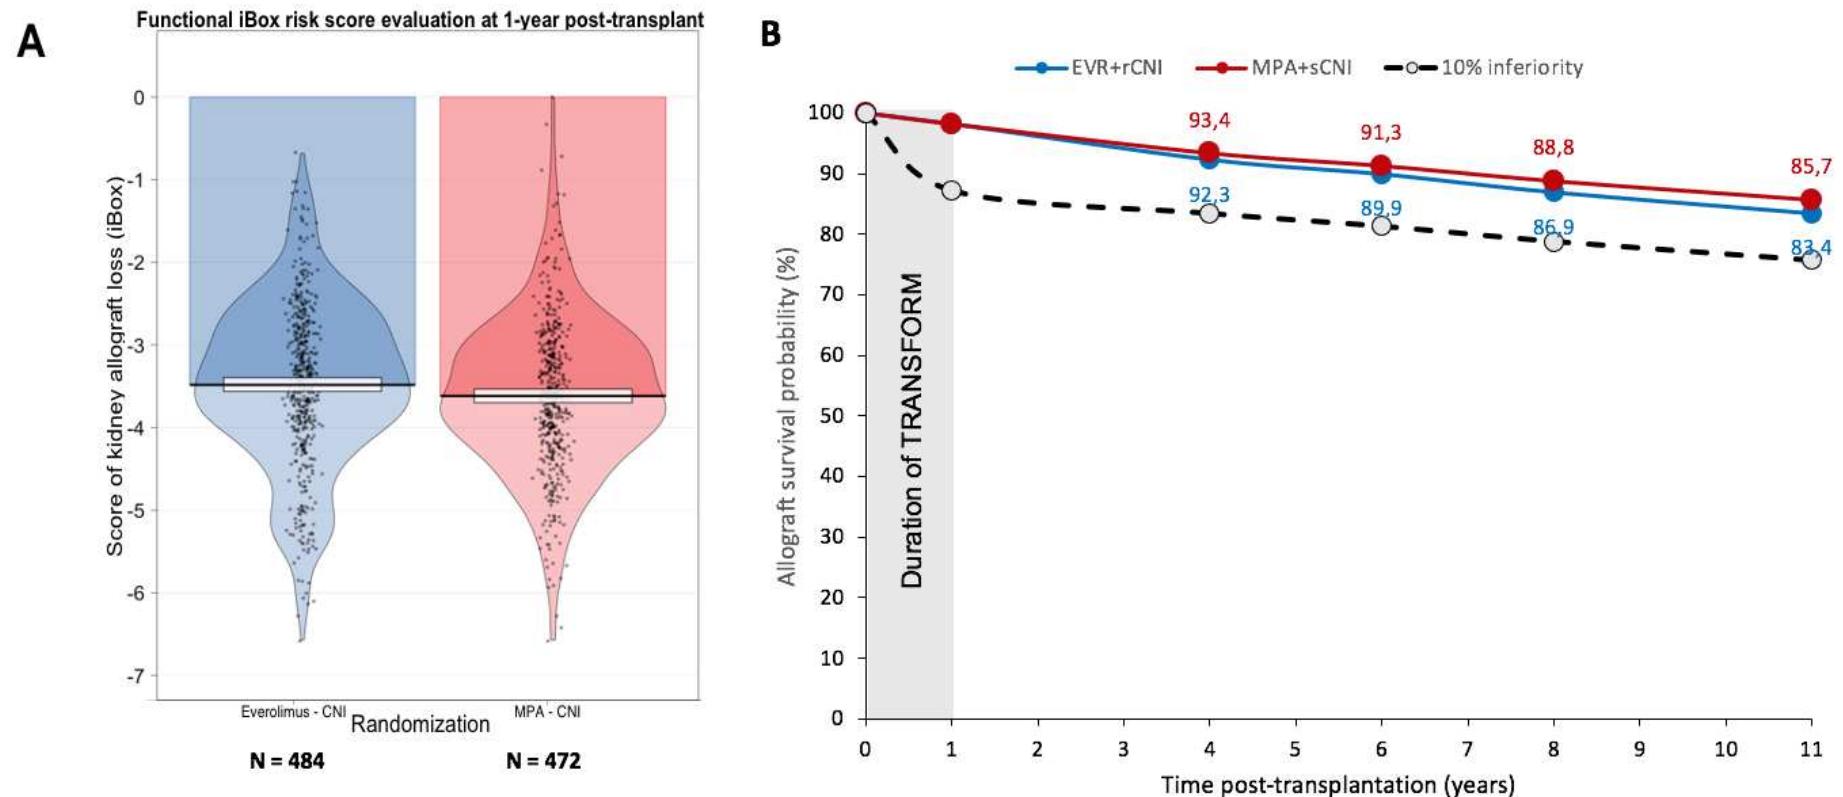 A
Functional iBox risk score evaluation at 1-year post-transplant
Score of kidney allograft loss (iBox)
0
-1
-2
-3
-4
-5
-6
-7
Everolimus - CNI
MPA - CNI
Randomization
N = 484
N = 472
B
EVR+rCNI
MPA+sCNI
10% inferiority
Allograft survival probability (%)
100
90
80
70
60
50
40
30
20
10
0
Duration of TRANSFORM
93,4
91,3
88,8
85,7
92,3
89,9
86,9
83,4
0
1
2
3
4
5
6
7
8
9
10
11
Time post-transplantation (years)